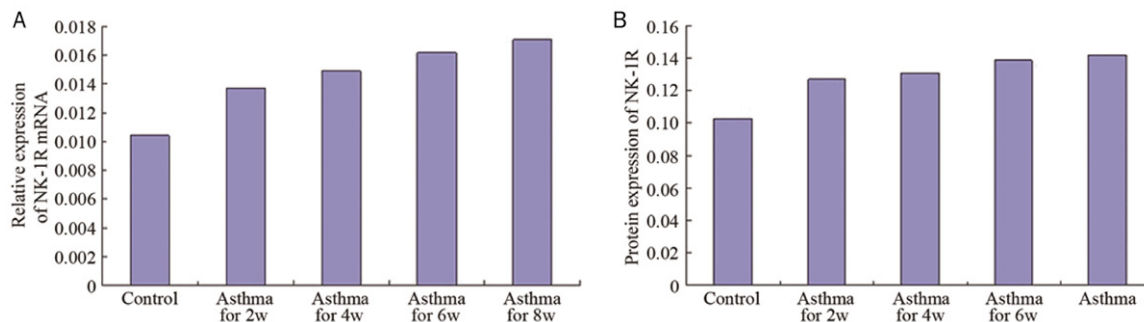 A
Relative expression
of NK-1R mRNA
0.018
0.016
0.014
0.012
0.010
0.008
0.006
0.004
0.002
0
Control
Asthma
for 2w
Asthma
for 4w
Asthma
for 6w
Asthma
for 8w
B
Protein expression of NK-1R
0.16
0.14
0.12
0.10
0.08
0.06
0.04
0.02
0
Control
Asthma
for 2w
Asthma
for 4w
Asthma
for 6w
Asthma